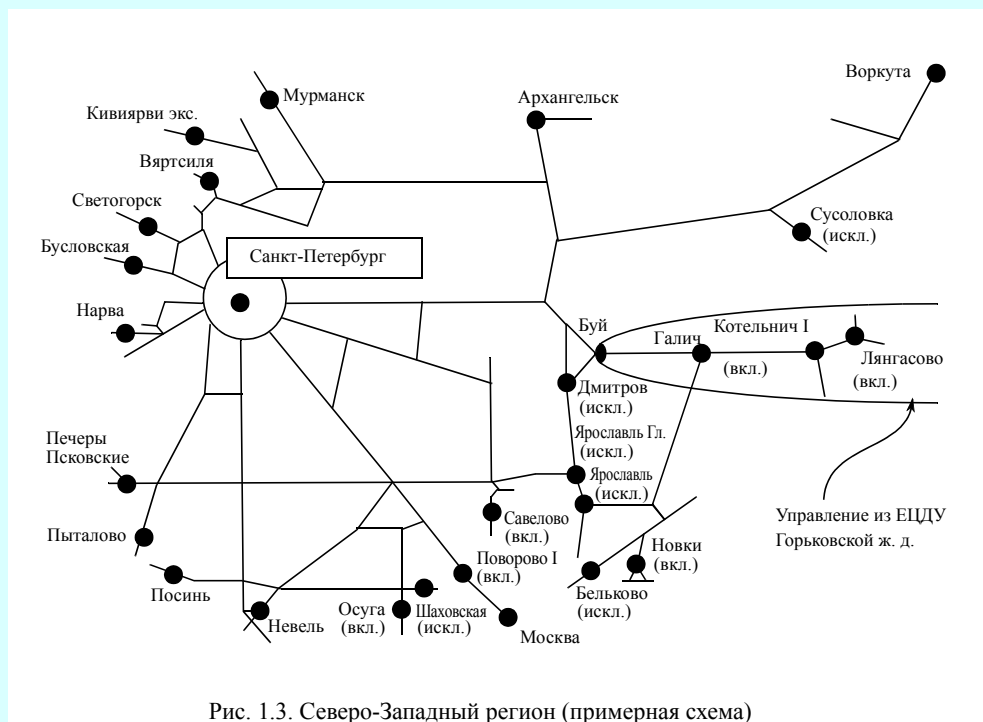 Воркута
Мурманск
Архангельск
Кивиярви экс.
Вяртсиля
Светогорск
Сусоловка
(искл.)
Бусловская
Санкт-Петербург
Нарва
Буй
Котельнич I
Галич
(вкл.)
Лянгасово
(вкл.)
Дмитров
(искл.)
Ярославль Гл.
(искл.)
Печеры
Псковские
Ярославль
(искл.)
Савелово
(вкл.)
Управление из ЕЦДУ
Горьковской ж. д.
Пыталово
Поворово I
(вкл.)
Новки
(вкл.)
Посинь
Бельково
(искл.)
Невель
Осуга
(вкл.)
Шаховская
(искл.)
Москва
Рис. 1.3. Северо-Западный регион (примерная схема)